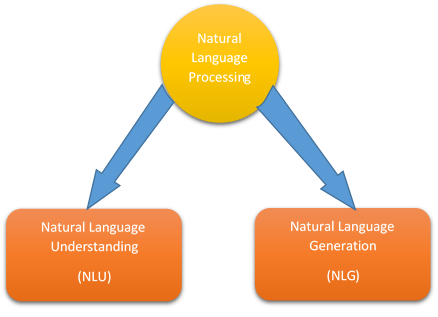 Natural
Language
Processing
Natural Language
Understanding
(NLU)
Natural Language
Generation
(NLG)